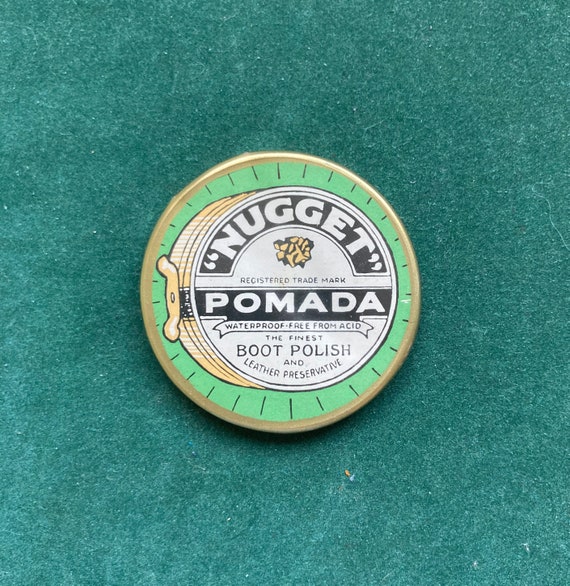 "NUGGET"
REGISTERED TRADE MARK
POMADA
WATERPROOF·FREE FROM ACID
THE FINEST
BOOT POLISH
AND
LEATHER PRESERVATIVE